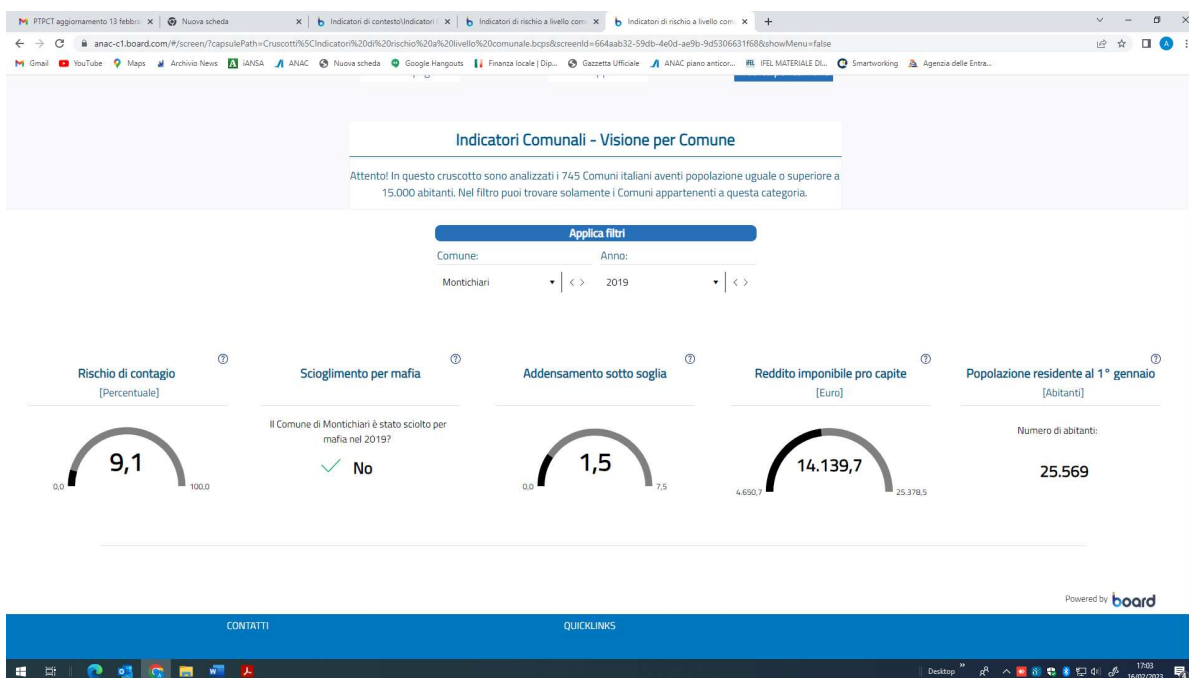 PTPCT aggiornamento 13 febbra
Nuova scheda
Indicatori di contesto\Indicatori
Indicatori di rischio a livello com
Indicatori di rischio a livello com
anac-c1.board.com/#/screen/?capsulePath=Cruscotti%5CIndicatori%20di%20rischio%20a%20livello%20comunale.bcps&screenId=664aab32-59db-4e0d-ae9b-9d5306631f68&showMenu=false
Gmail YouTube Maps Archivio News iANSA ANAC Nuova scheda Google Hangouts Finanza locale | Dip... Gazzetta Ufficiale ANAC piano anticor... IFEL MATERIALE DI... Smartworking Agenzia delle Entra...
Indicatori Comunali - Visione per Comune
Attento! In questo cruscotto sono analizzati i 745 Comuni italiani aventi popolazione uguale o superiore a
15.000 abitanti. Nel filtro puoi trovare solamente i Comuni appartenenti a questa categoria.
Applica filtri
Comune: Anno:
Montichiari 2019
Rischio di contagio
[Percentuale]
9,1
0,0 100,0
Scioglimento per mafia
Il Comune di Montichiari è stato sciolto per
mafia nel 2019?
No
Addensamento sotto soglia
1,5
0,0 7,5
Reddito imponibile pro capite
[Euro]
14.139,7
4.650,7 25.378,5
Popolazione residente al 1° gennaio
[Abitanti]
Numero di abitanti:
25.569
Powered by board
CONTATTI QUICKLINKS
Desktop
17:03
16/02/2023